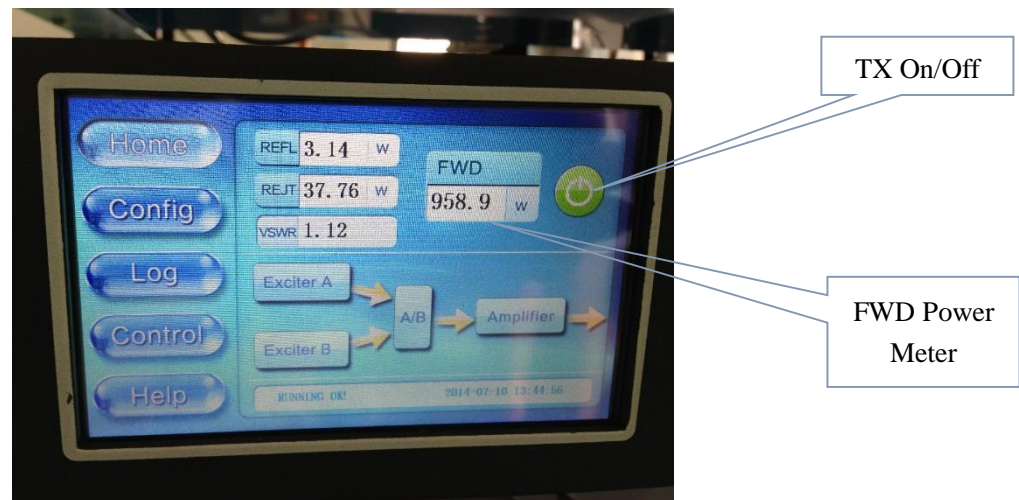 Home
Config
Log
Control
Help
REFL 3.14 W
REJT 37.76 W
VSWR 1.12
FWD
958.9 W
Exciter A
Exciter B
A/B
Amplifier
RUNNING OK!
2014-07-10 13:44:56
TX On/Off
FWD Power
Meter